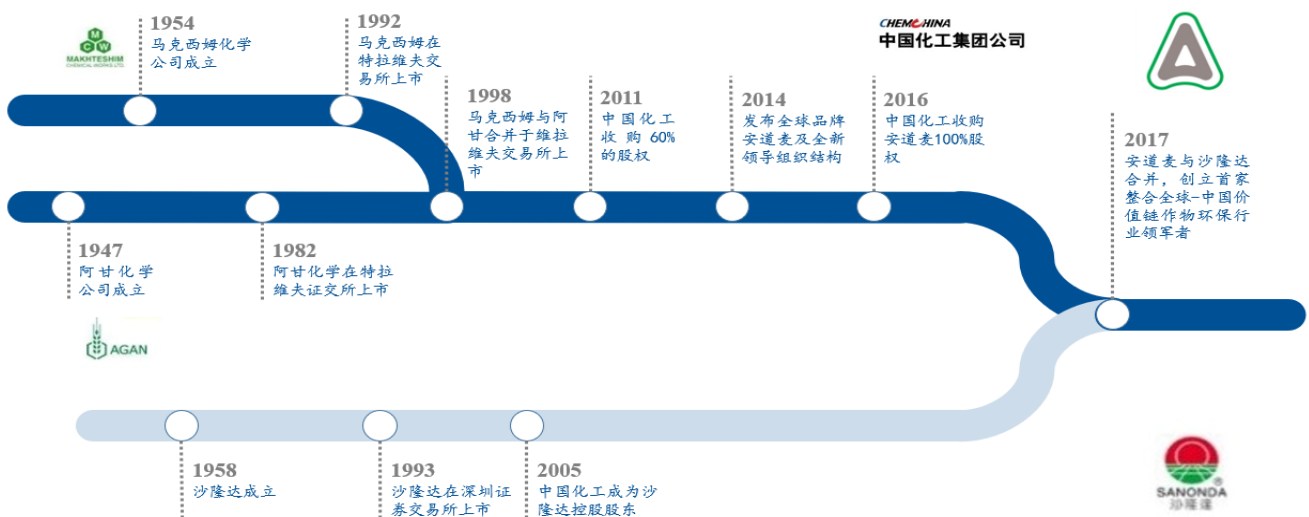 1954
马克西姆化学
公司成立
MCW
MAKHTESHIM
CHEMICAL WORKS LTD
1992
马克西姆在
特拉维夫交
易所上市
CHEMCHINA
中国化工集团公司
1998
马克西姆与阿
甘合并于维拉
维夫交易所上
市
2011
中国化工
收购 60%
的股权
2014
发布全球品牌
安道麦及全新
领导组织结构
2016
中国化工收购
安道麦100%股
权
2017
安道麦与沙隆达
合并，创立首家
整合全球-中国价
值链作物环保行
业领军者
1947
阿甘化学
公司成立
1982
阿甘化学在特拉
维夫证交所上市
AGAN
1958
沙隆达成立
1993
沙隆达在深圳证
券交易所上市
2005
中国化工成为沙
隆达控股股东
SANONDA®
沙隆達